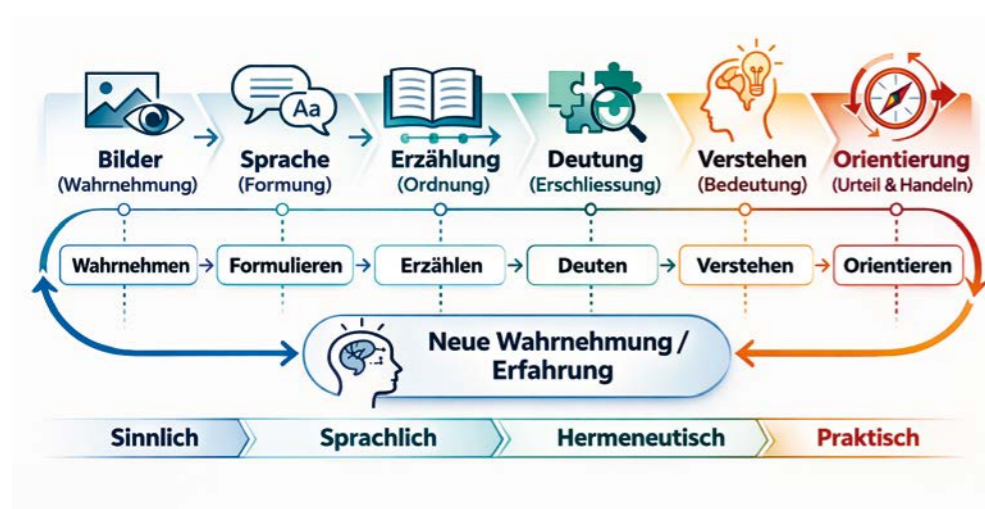 Aa
Bilder
(Wahrnehmung)
Sprache
(Formung)
Erzählung
(Ordnung)
Deutung
(Erschliessung)
Verstehen
(Bedeutung)
Orientierung
(Urteil & Handeln)
Wahrnehmen
Formulieren
Erzählen
Deuten
Verstehen
Orientieren
Neue Wahrnehmung /
Erfahrung
Sinnlich
Sprachlich
Hermeneutisch
Praktisch